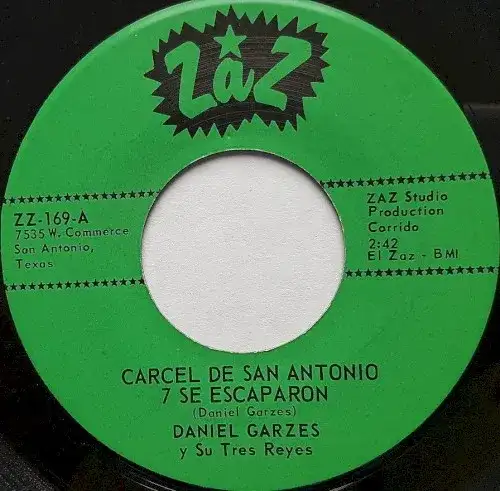 ZaZ
ZZ-169-A
7535 W. Commerce
San Antonio,
Texas
ZAZ Studio
Production
Corrido
2:42
El Zaz - BMI
CARCEL DE SAN ANTONIO
7 SE ESCAPARON
(Daniel Garzes)
DANIEL GARZES
y Su Tres Reyes